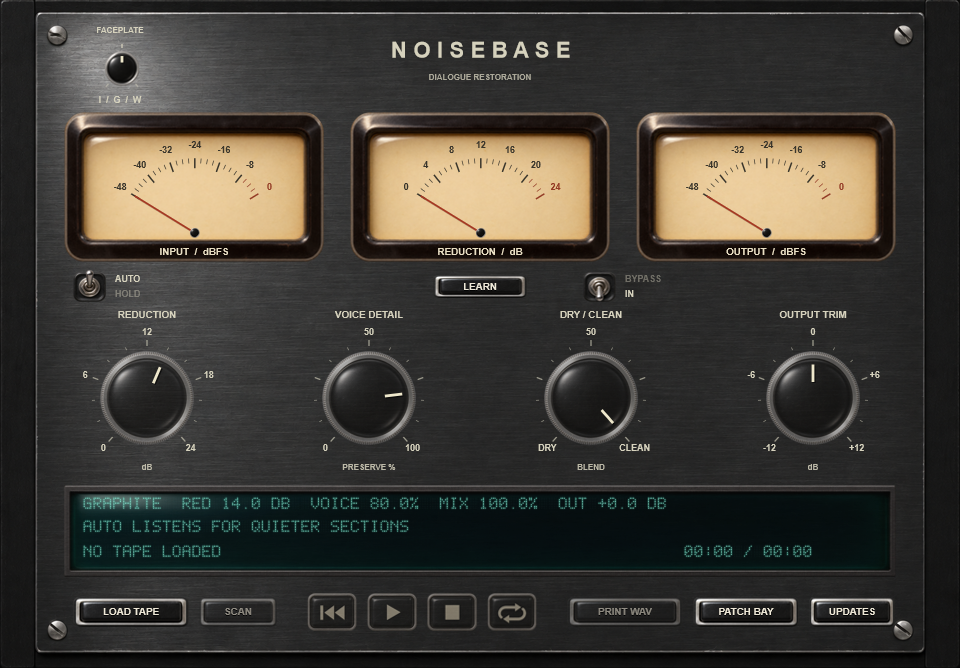 FACEPLATE
I / G / W
NOISEBASE
DIALOGUE RESTORATION
-48 -40 -32 -24 -16 -8 0
INPUT / dBFS
0 4 8 12 16 20 24
REDUCTION / dB
-48 -40 -32 -24 -16 -8 0
OUTPUT / dBFS
AUTO
HOLD
LEARN
BYPASS
IN
REDUCTION
12
6 18
0 24
dB
VOICE DETAIL
50
0 100
PRESERVE %
DRY / CLEAN
50
DRY CLEAN
BLEND
OUTPUT TRIM
0
-6 +6
-12 +12
dB
GRAPHITE RED 14.0 DB VOICE 80.0% MIX 100.0% OUT +0.0 DB
AUTO LISTENS FOR QUIETER SECTIONS
NO TAPE LOADED 00:00 / 00:00
LOAD TAPE SCAN PRINT WAV PATCH BAY UPDATES